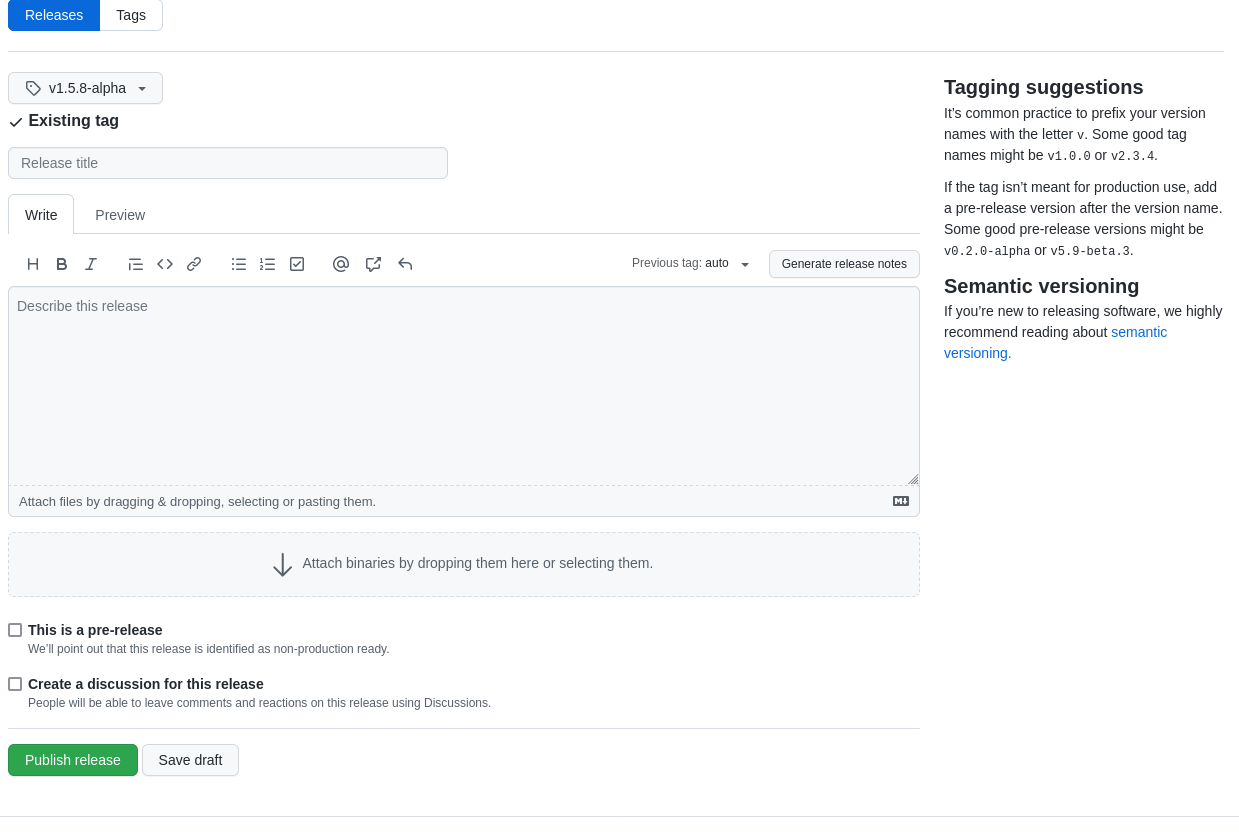 Releases Tags
v1.5.8-alpha
Existing tag
Release title
Write Preview
Previous tag: auto Generate release notes
Describe this release
Attach files by dragging & dropping, selecting or pasting them.
Attach binaries by dropping them here or selecting them.
This is a pre-release
We'll point out that this release is identified as non-production ready.
Create a discussion for this release
People will be able to leave comments and reactions on this release using Discussions.
Publish release Save draft
Tagging suggestions
It's common practice to prefix your version
names with the letter v. Some good tag
names might be v1.0.0 or v2.3.4.
If the tag isn't meant for production use, add
a pre-release version after the version name.
Some good pre-release versions might be
v0.2.0-alpha or v5.9-beta.3.
Semantic versioning
If you're new to releasing software, we highly
recommend reading about semantic
versioning.